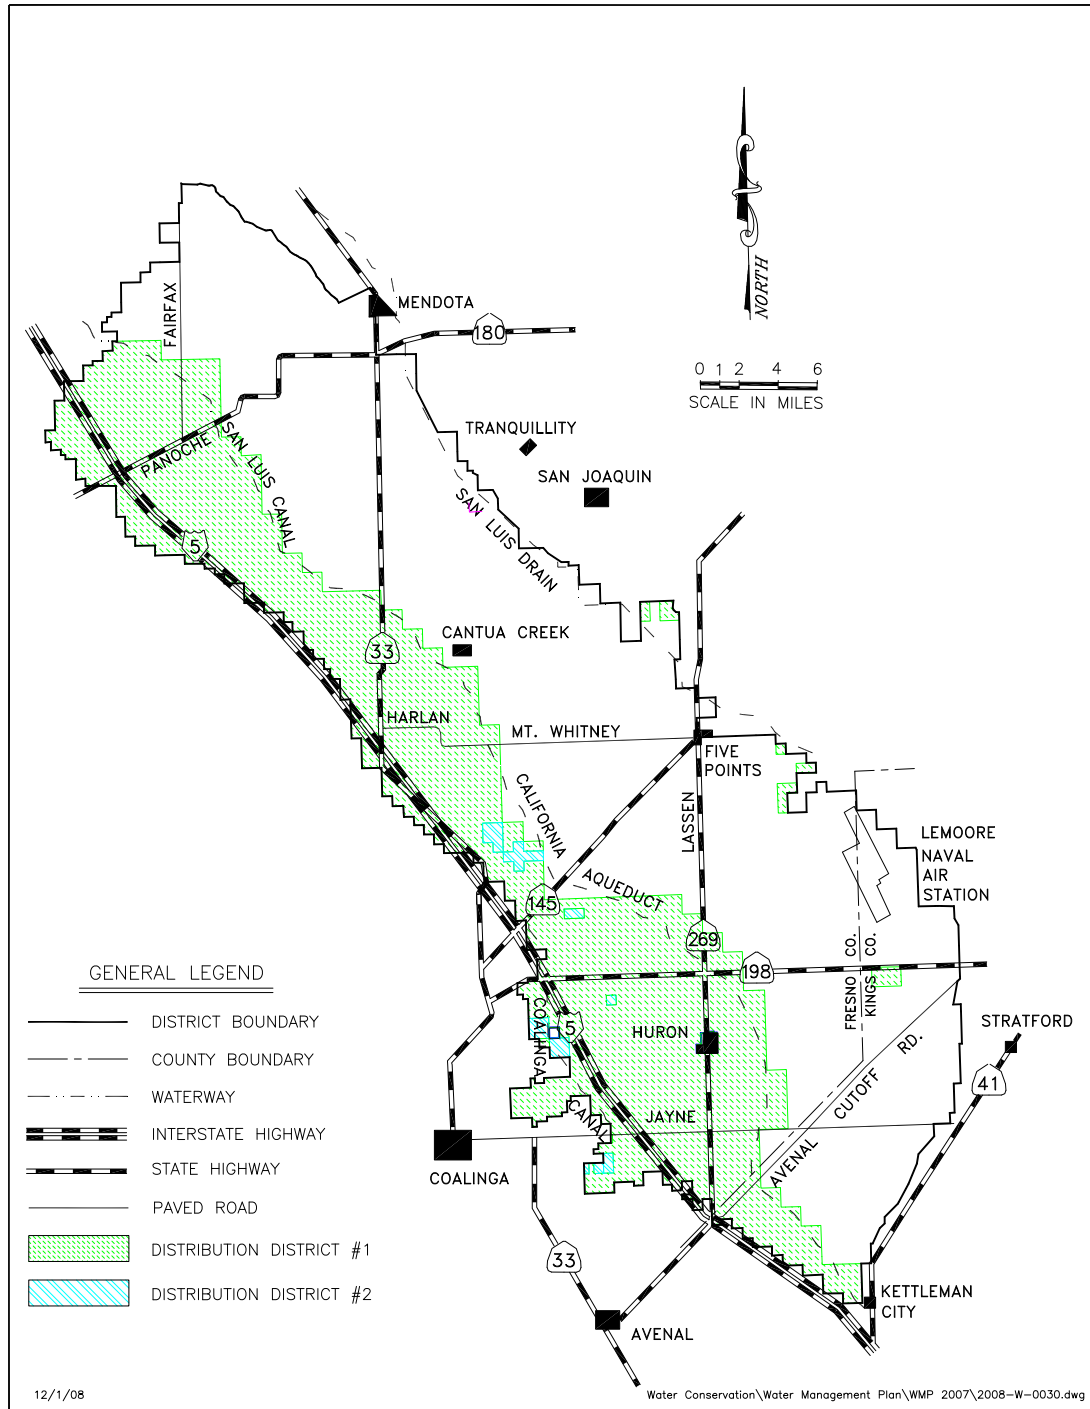 NORTH
MENDOTA
FAIRFAX
180
0 1 2 4 6
SCALE IN MILES
TRANQUILLITY
PANOCHE
SAN LUIS CANAL
SAN JOAQUIN
SAN LUIS DRAIN
5
CANTUA CREEK
33
HARLAN
MT. WHITNEY
FIVE
POINTS
CALIFORNIA
AQUEDUCT
LASSEN
LEMOORE
NAVAL
AIR
STATION
145
269
198
FRESNO CO.
KINGS CO.
GENERAL LEGEND
DISTRICT BOUNDARY
COUNTY BOUNDARY
WATERWAY
INTERSTATE HIGHWAY
STATE HIGHWAY
PAVED ROAD
DISTRIBUTION DISTRICT #1
DISTRIBUTION DISTRICT #2
COALINGA
CANAL
5
HURON
STRATFORD
41
AVENAL CUTOFF RD.
JAYNE
COALINGA
33
KETTLEMAN
CITY
AVENAL
12/1/08
Water Conservation\Water Management Plan\WMP 2007\2008-W-0030.dwg